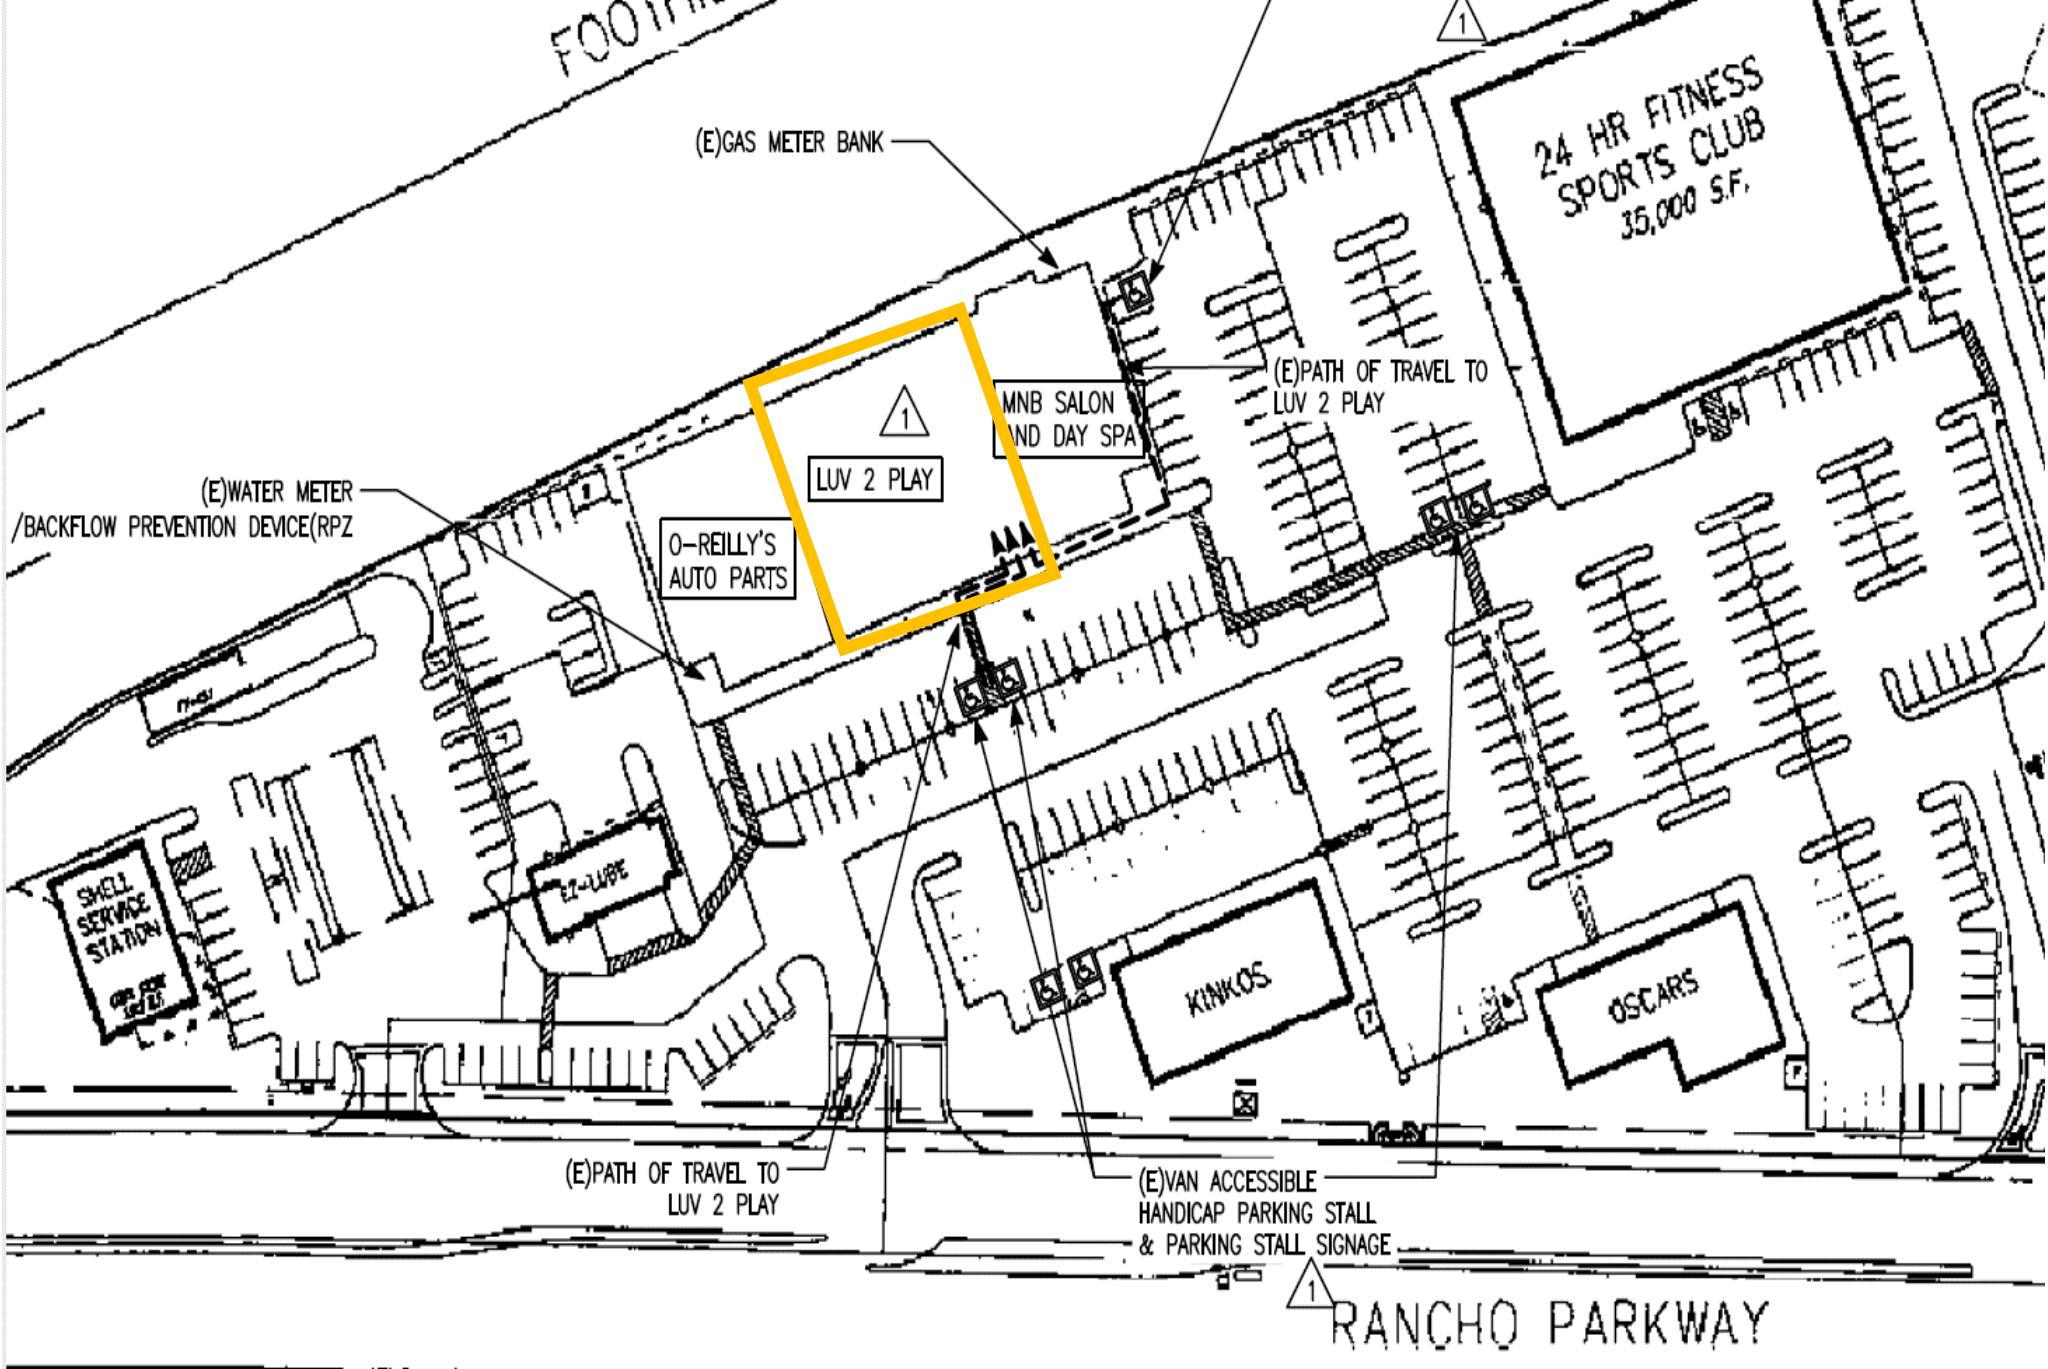 1
24 HR FITNESS
SPORTS CLUB
35,000 S.F.
(E)GAS METER BANK
(E)PATH OF TRAVEL TO
LUV 2 PLAY
MNB SALON
AND DAY SPA
1
LUV 2 PLAY
(E)WATER METER
/BACKFLOW PREVENTION DEVICE(RPZ
O-REILLY'S
AUTO PARTS
EZ-LUBE
SHELL
SERVICE
STATION
KINKOS
OSCARS
7
7
(E)PATH OF TRAVEL TO
LUV 2 PLAY
(E)VAN ACCESSIBLE
HANDICAP PARKING STALL
& PARKING STALL SIGNAGE
1
RANCHO PARKWAY